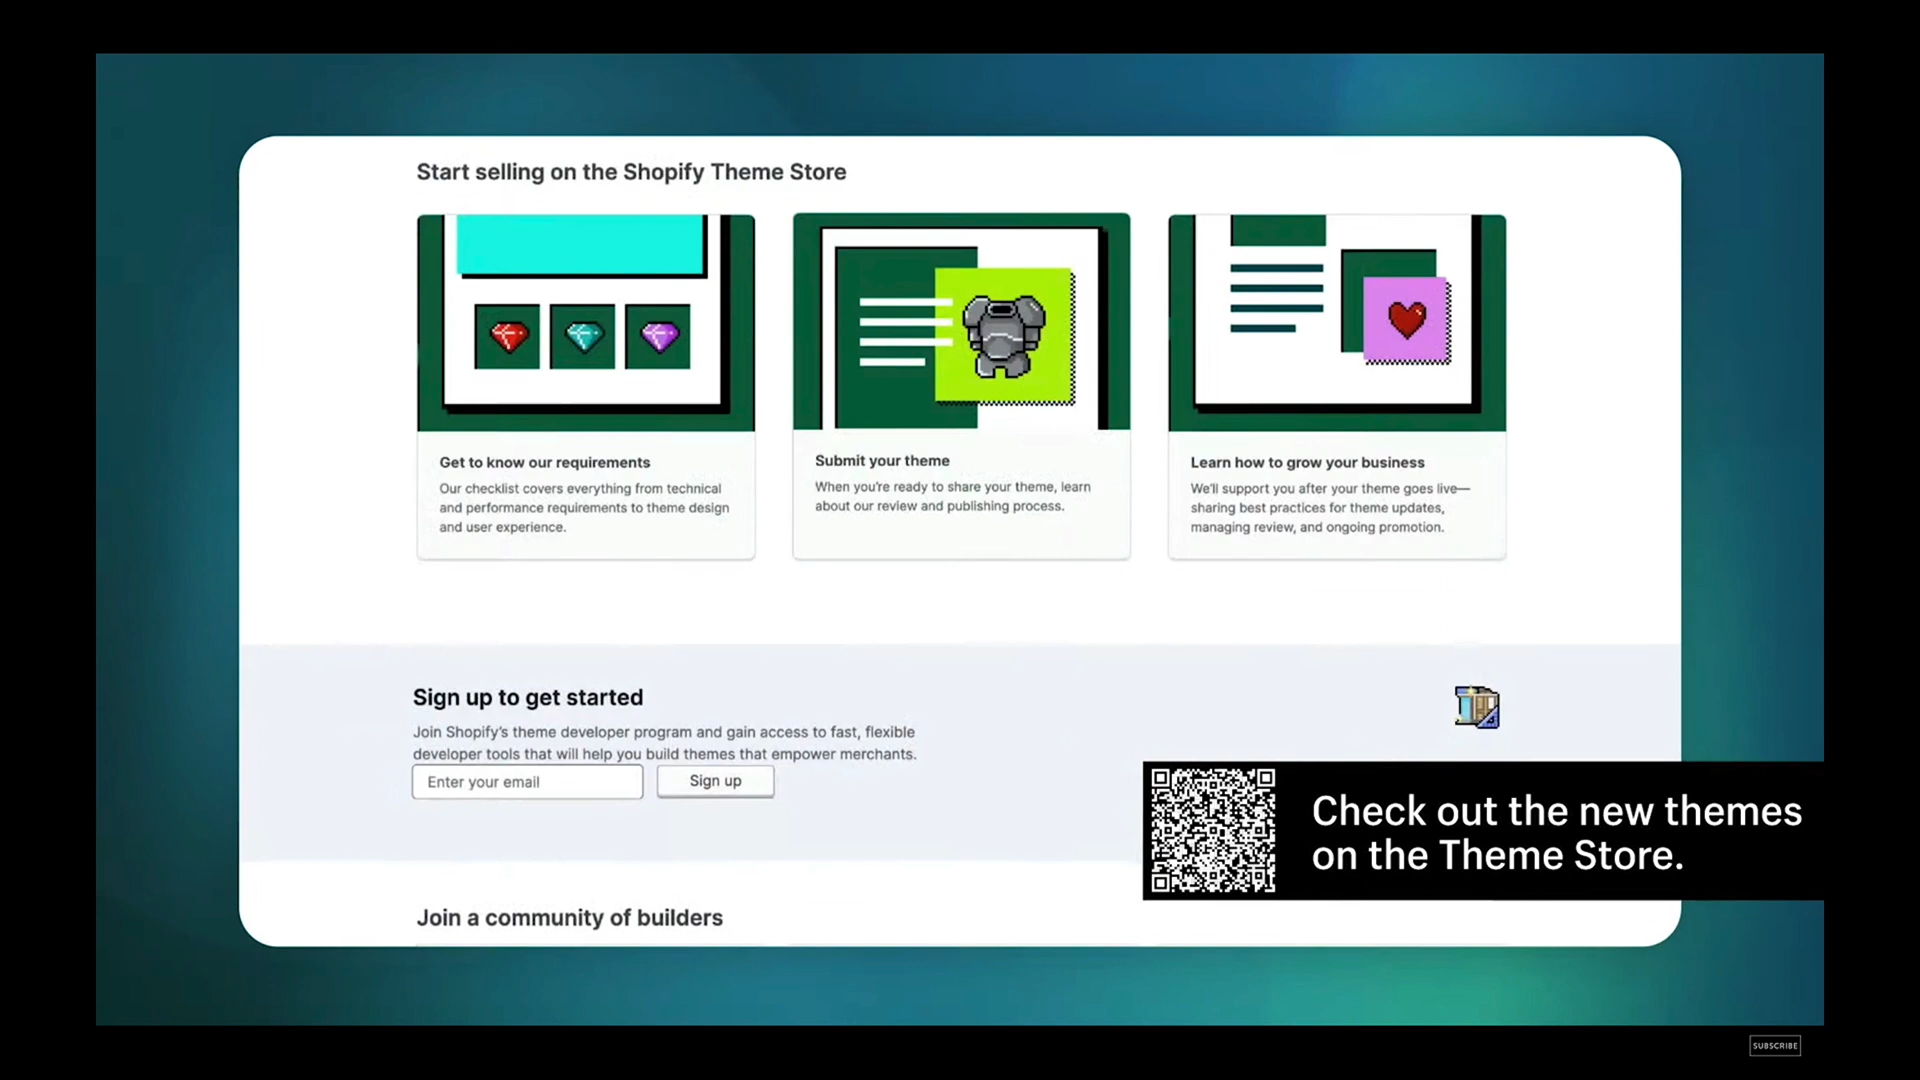 Start selling on the Shopify Theme Store
Get to know our requirements
Our checklist covers everything from technical
and performance requirements to theme design
and user experience.
Submit your theme
When you're ready to share your theme, learn
about our review and publishing process.
Learn how to grow your business
We'll support you after your theme goes live—
sharing best practices for theme updates,
managing review, and ongoing promotion.
Sign up to get started
Join Shopify's theme developer program and gain access to fast, flexible
developer tools that will help you build themes that empower merchants.
Enter your email
Sign up
Check out the new themes
on the Theme Store.
Join a community of builders
SUBSCRIBE